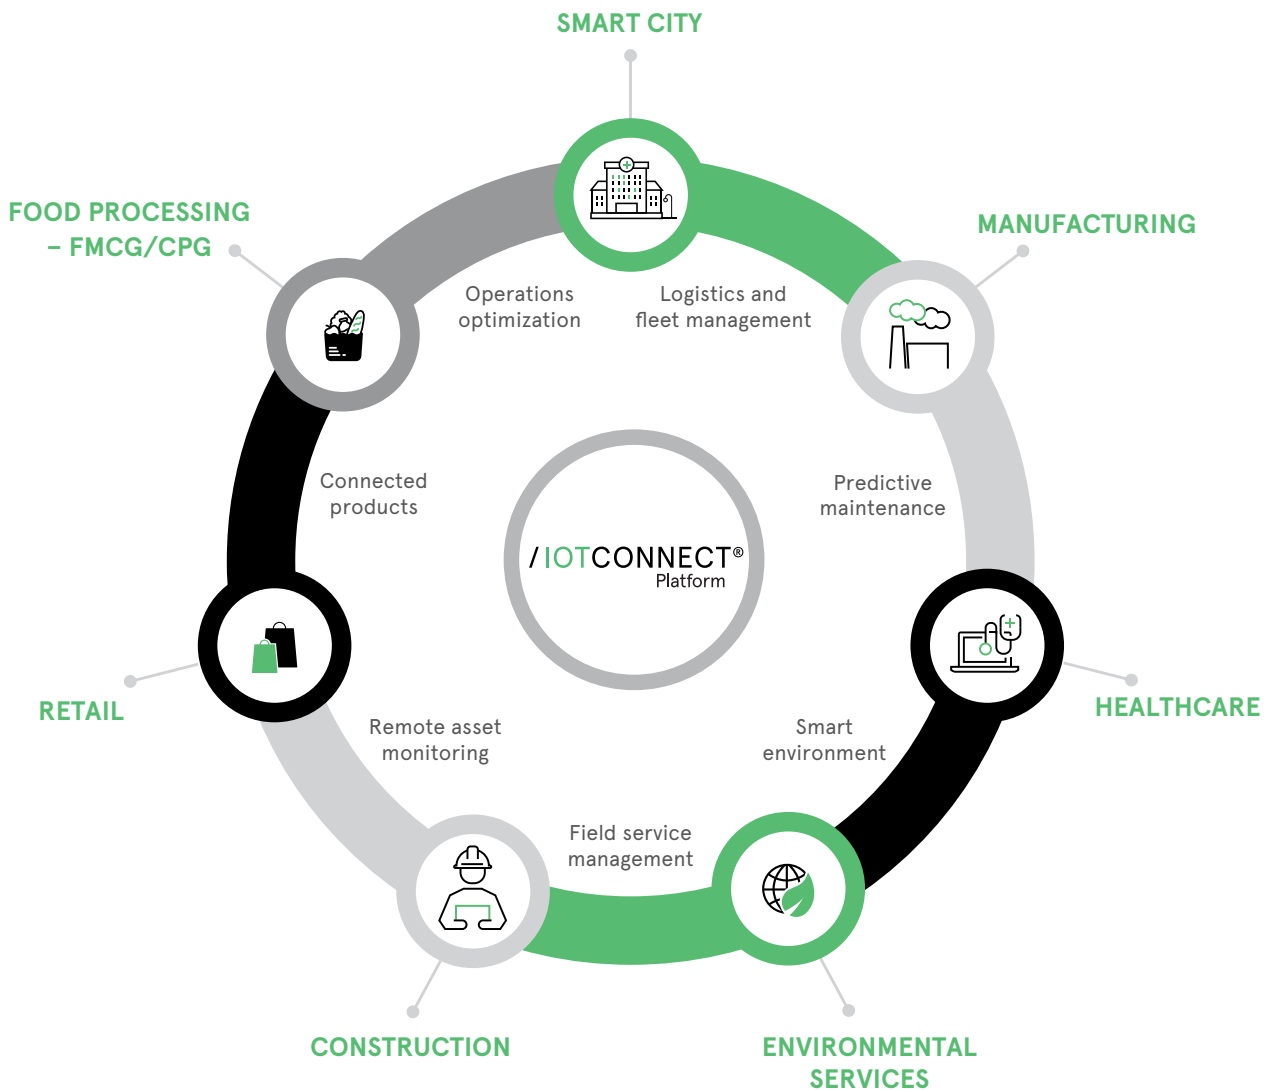 SMART CITY
FOOD PROCESSING
– FMCG/CPG
MANUFACTURING
Operations
optimization
Logistics and
fleet management
Connected
products
Predictive
maintenance
/IOTCONNECT®
Platform
RETAIL
HEALTHCARE
Remote asset
monitoring
Smart
environment
Field service
management
CONSTRUCTION
ENVIRONMENTAL
SERVICES